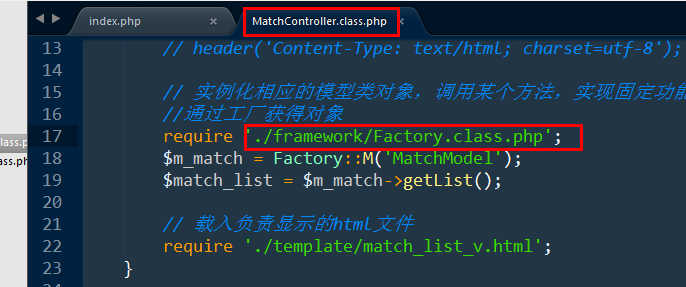 index.php × MatchController.class.php ×
13 // header('Content-Type: text/html; charset=utf-8');
14
15 // 实例化相应的模型类对象，调用某个方法，实现固定功能
16 //通过工厂获得对象
17 require './framework/Factory.class.php';
18 $m_match = Factory::M('MatchModel');
19 $match_list = $m_match->getList();
20
21 // 载入负责显示的html文件
22 require './template/match_list_v.html';
23 }